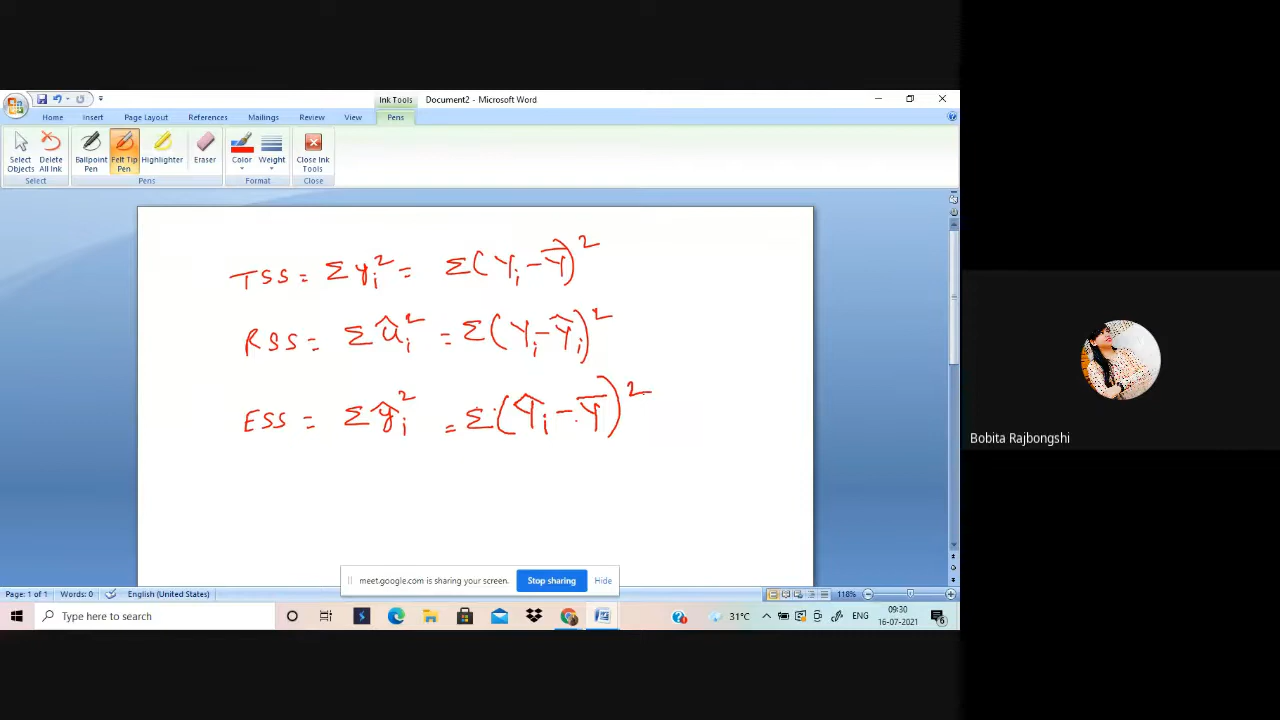 Ink Tools Document2 - Microsoft Word
Home Insert Page Layout References Mailings Review View Pens
Select Objects Delete All Ink Ballpoint Pen Felt Tip Pen Highlighter Eraser Color Weight Close Ink Tools
Select Pens Format Close
TSS = Σyᵢ² = Σ(Yᵢ - Y̅)²
RSS = Σûᵢ² = Σ(Yᵢ - Ŷᵢ)²
ESS = Σŷᵢ² = Σ(Ŷᵢ - Y̅)²
Bobita Rajbongshi
meet.google.com is sharing your screen. Stop sharing Hide
Page: 1 of 1 Words: 0 English (United States) 118%
Type here to search 31°C ENG 09:30 16-07-2021 6